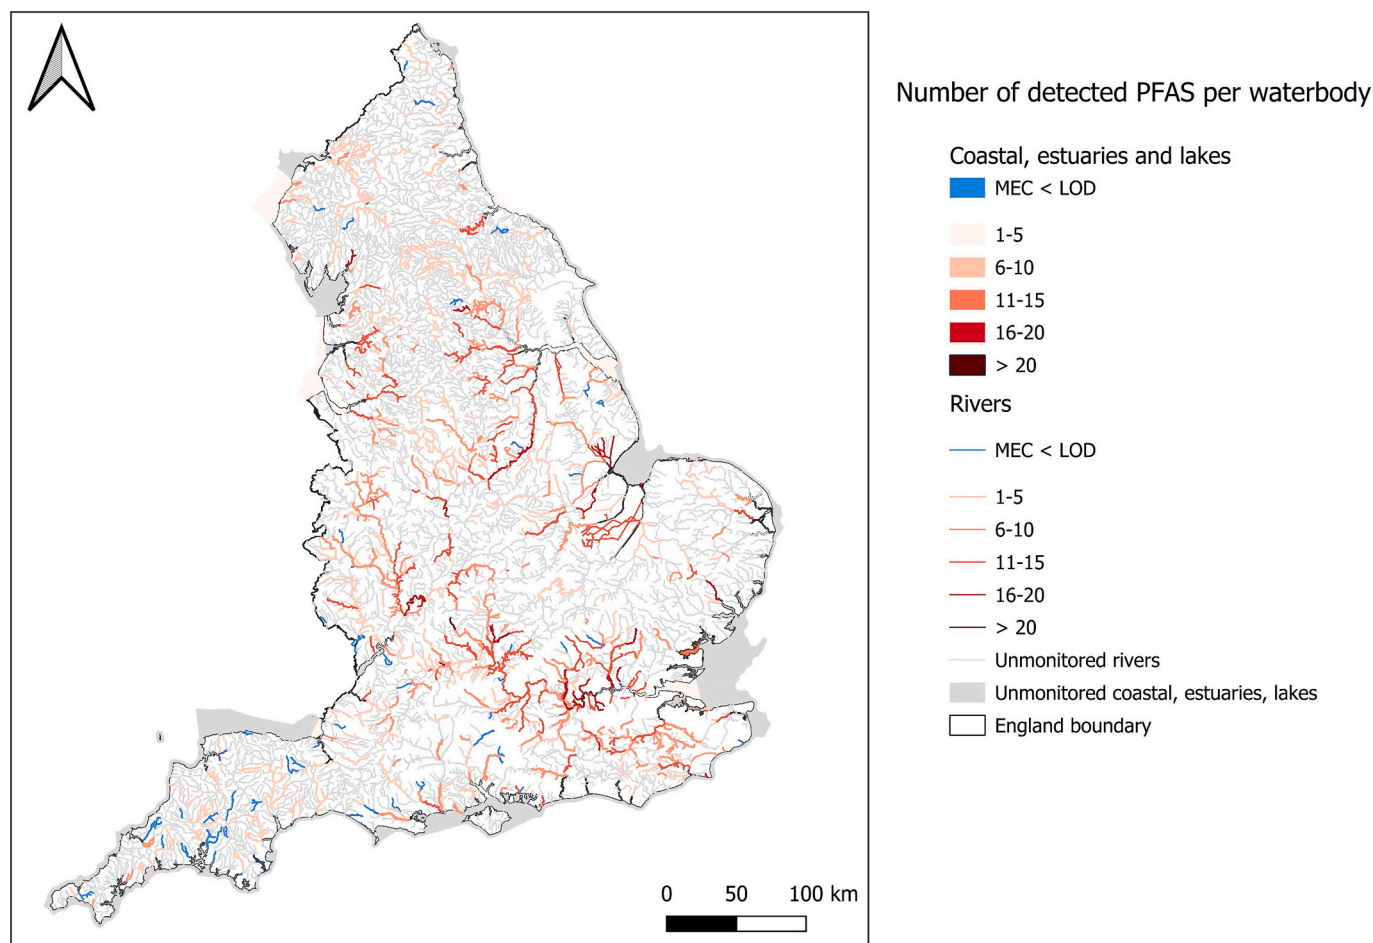 Number of detected PFAS per waterbody
Coastal, estuaries and lakes
MEC < LOD
1-5
6-10
11-15
16-20
> 20
Rivers
MEC < LOD
1-5
6-10
11-15
16-20
> 20
Unmonitored rivers
Unmonitored coastal, estuaries, lakes
England boundary
0 50 100 km